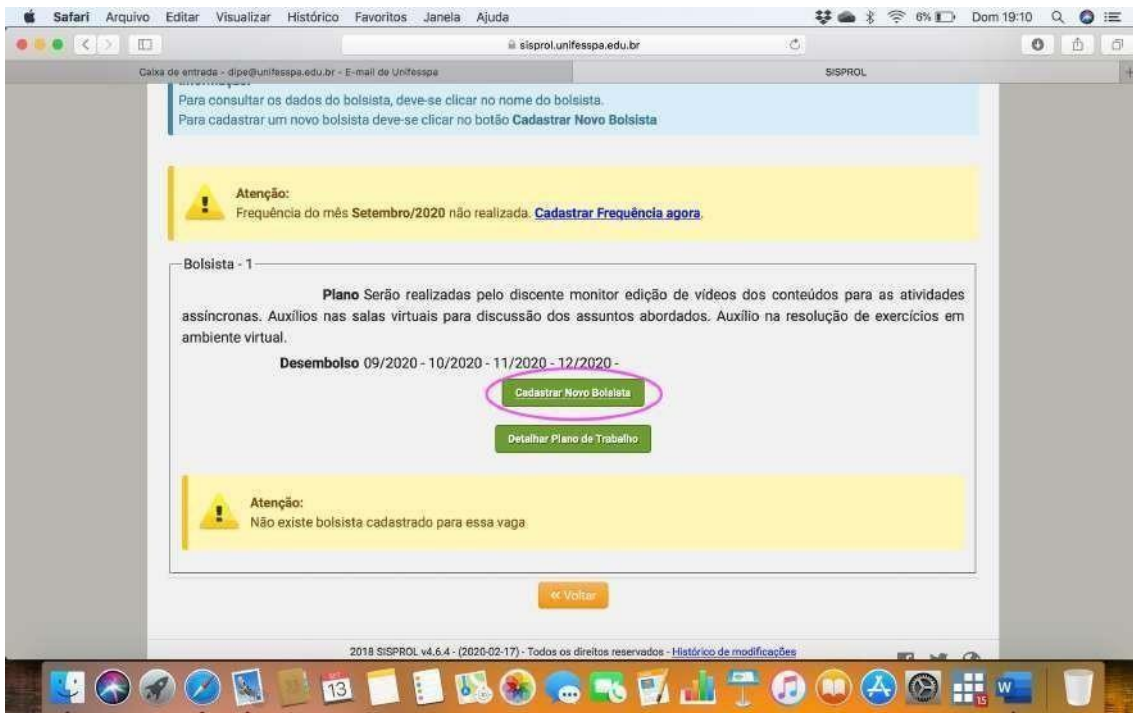 Safari Arquivo Editar Visualizar Histórico Favoritos Janela Ajuda 6% Dom 19:10
sisprol.unifesspa.edu.br
Caixa de entrada - dipe@unifesspa.edu.br - E-mail de Unifesspa SISPROL
Para consultar os dados do bolsista, deve-se clicar no nome do bolsista.
Para cadastrar um novo bolsista deve-se clicar no botão Cadastrar Novo Bolsista
Atenção:
Frequência do mês Setembro/2020 não realizada. Cadastrar Frequência agora.
Bolsista - 1
Plano Serão realizadas pelo discente monitor edição de vídeos dos conteúdos para as atividades
assíncronas. Auxílios nas salas virtuais para discussão dos assuntos abordados. Auxílio na resolução de exercícios em
ambiente virtual.
Desembolso 09/2020 - 10/2020 - 11/2020 - 12/2020 -
Cadastrar Novo Bolsista
Detalhar Plano de Trabalho
Atenção:
Não existe bolsista cadastrado para essa vaga
« Voltar
2018 SISPROL v4.6.4 - (2020-02-17) - Todos os direitos reservados - Histórico de modificações
13
15
W